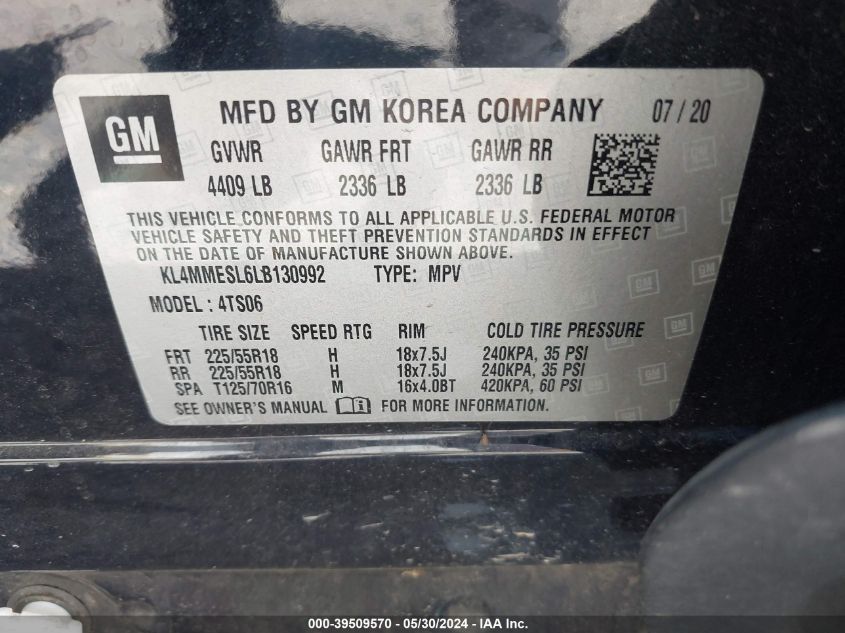 GM
MFD BY GM KOREA COMPANY 07 / 20
GVWR GAWR FRT GAWR RR
4409 LB 2336 LB 2336 LB
THIS VEHICLE CONFORMS TO ALL APPLICABLE U.S. FEDERAL MOTOR
VEHICLE SAFETY AND THEFT PREVENTION STANDARDS IN EFFECT
ON THE DATE OF MANUFACTURE SHOWN ABOVE.
KL4MMESL6LB130992 TYPE: MPV
MODEL : 4TS06
TIRE SIZE SPEED RTG RIM COLD TIRE PRESSURE
FRT 225/55R18 H 18x7.5J 240KPA, 35 PSI
RR 225/55R18 H 18x7.5J 240KPA, 35 PSI
SPA T125/70R16 M 16x4.0BT 420KPA, 60 PSI
SEE OWNER'S MANUAL FOR MORE INFORMATION.
000-39509570 - 05/30/2024 - IAA Inc.